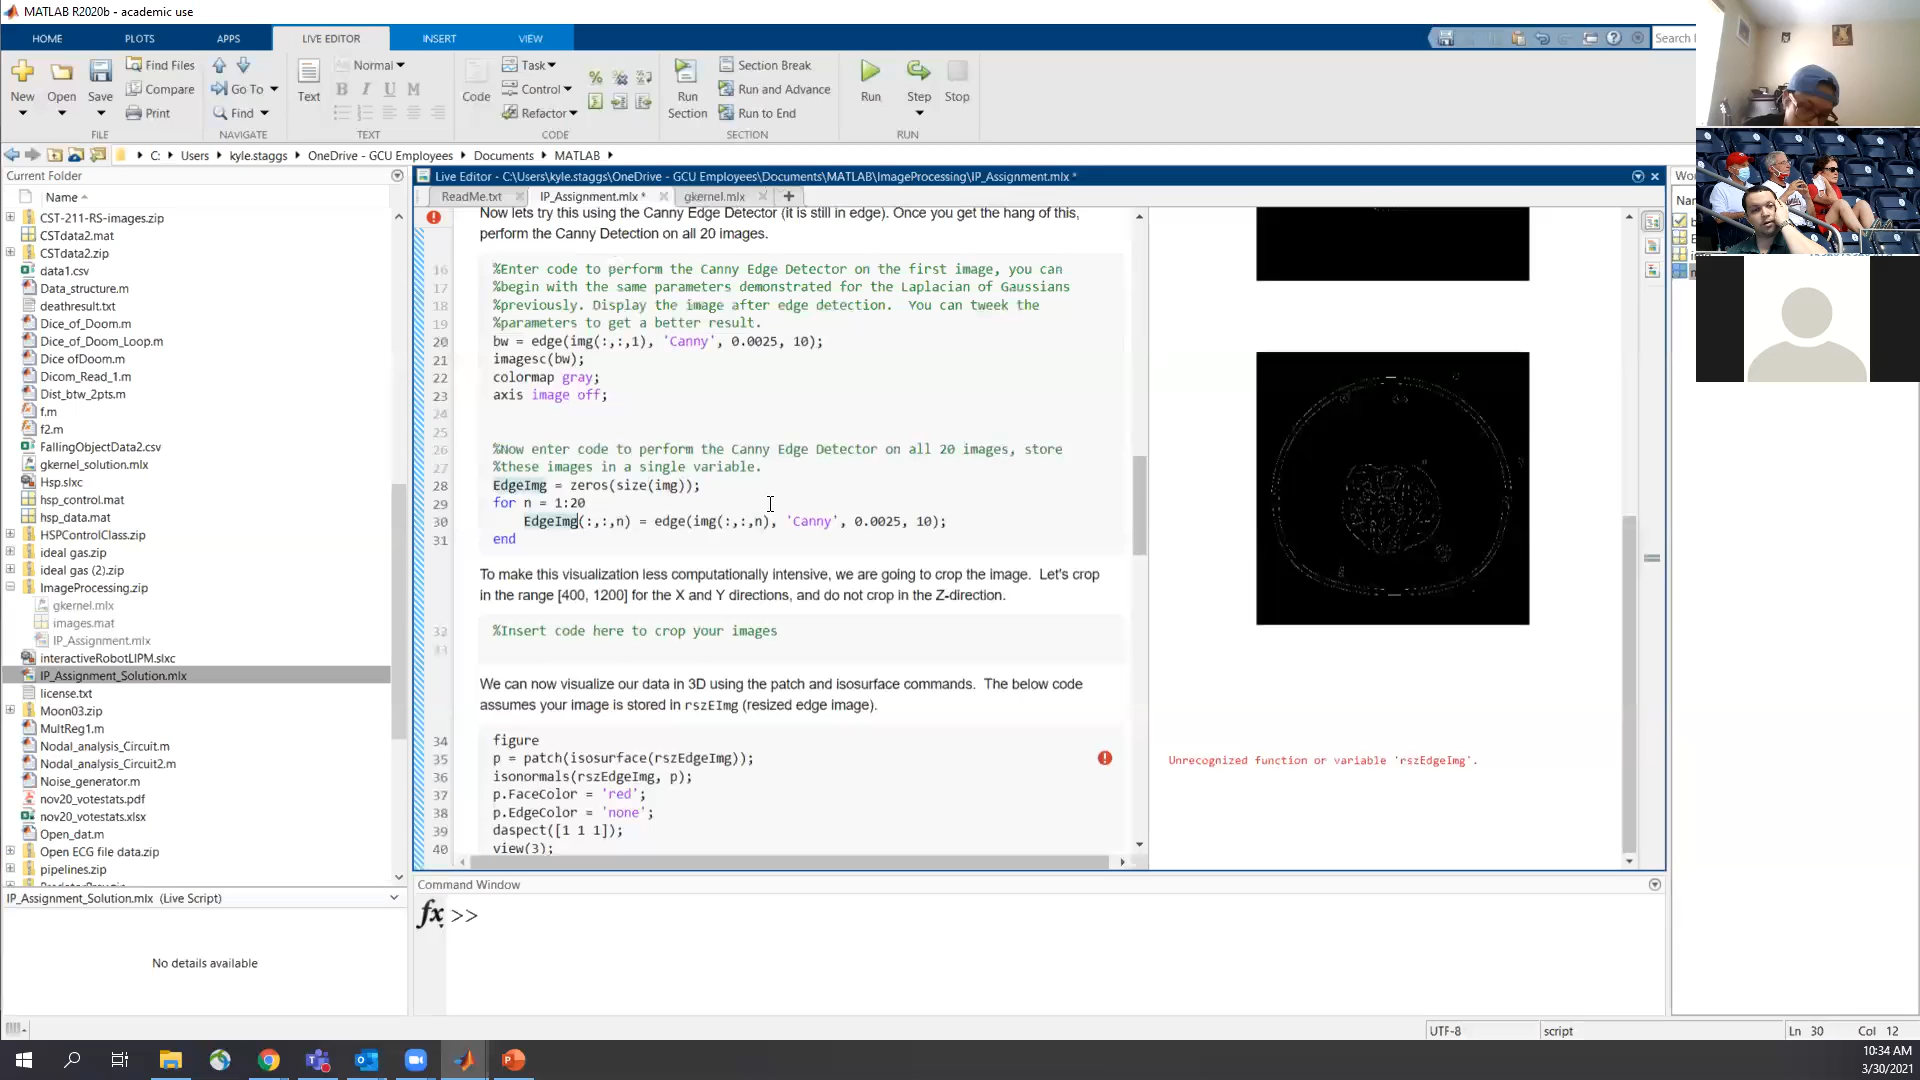 MATLAB R2020b - academic use
HOME
PLOTS
APPS
LIVE EDITOR
INSERT
VIEW
Search
New
Open
Save
Find Files
Compare
Print
FILE
Go To
Find
NAVIGATE
Text
Normal
B I U M
TEXT
Code
Task
Control
Refactor
CODE
Run Section
Section Break
Run and Advance
Run to End
SECTION
Run
Step
Stop
RUN
C: Users kyle.staggs OneDrive - GCU Employees Documents MATLAB
Current Folder
Name
CST-211-RS-images.zip
CSTdata2.mat
CSTdata2.zip
data1.csv
Data_structure.m
deathresult.txt
Dice_of_Doom.m
Dice_of_Doom_Loop.m
Dice ofDoom.m
Dicom_Read_1.m
Dist_btw_2pts.m
f.m
f2.m
FallingObjectData2.csv
gkernel_solution.mlx
Hsp.slxc
hsp_control.mat
hsp_data.mat
HSPControlClass.zip
ideal gas.zip
ideal gas (2).zip
ImageProcessing.zip
gkernel.mlx
images.mat
IP_Assignment.mlx
interactiveRobotLIPM.slxc
IP_Assignment_Solution.mlx
license.txt
Moon03.zip
MultReg1.m
Nodal_analysis_Circuit.m
Nodal_analysis_Circuit2.m
Noise_generator.m
nov20_votestats.pdf
nov20_votestats.xlsx
Open_dat.m
Open ECG file data.zip
pipelines.zip
IP_Assignment_Solution.mlx (Live Script)
No details available
Live Editor - C:\Users\kyle.staggs\OneDrive - GCU Employees\Documents\MATLAB\ImageProcessing\IP_Assignment.mlx *
ReadMe.txt
IP_Assignment.mlx *
gkernel.mlx
Now lets try this using the Canny Edge Detector (it is still in edge). Once you get the hang of this,
perform the Canny Detection on all 20 images.
16 %Enter code to perform the Canny Edge Detector on the first image, you can
17 %begin with the same parameters demonstrated for the Laplacian of Gaussians
18 %previously. Display the image after edge detection. You can tweak the
19 %parameters to get a better result.
20 bw = edge(img(:,:,1), 'Canny', 0.0025, 10);
21 imagesc(bw);
22 colormap gray;
23 axis image off;
24
25
26 %Now enter code to perform the Canny Edge Detector on all 20 images, store
27 %these images in a single variable.
28 EdgeImg = zeros(size(img));
29 for n = 1:20
30 EdgeImg(:,:,n) = edge(img(:,:,n), 'Canny', 0.0025, 10);
31 end
To make this visualization less computationally intensive, we are going to crop the image. Let's crop
in the range [400, 1200] for the X and Y directions, and do not crop in the Z-direction.
32 %Insert code here to crop your images
We can now visualize our data in 3D using the patch and isosurface commands. The below code
assumes your image is stored in rszEImg (resized edge image).
34 figure
35 p = patch(isosurface(rszEdgeImg));
36 isonormals(rszEdgeImg, p);
37 p.FaceColor = 'red';
38 p.EdgeColor = 'none';
39 daspect([1 1 1]);
40 view(3);
Unrecognized function or variable 'rszEdgeImg'.
Command Window
fx >>
UTF-8
script
Ln 30 Col 12
10:34 AM
3/30/2021